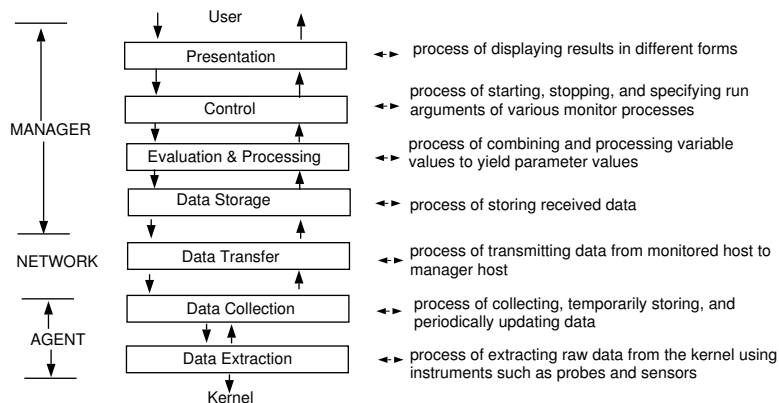 User
Presentation
process of displaying results in different forms
Control
process of starting, stopping, and specifying run
arguments of various monitor processes
MANAGER
Evaluation & Processing
process of combining and processing variable
values to yield parameter values
Data Storage
process of storing received data
NETWORK
Data Transfer
process of transmitting data from monitored host to
manager host
Data Collection
process of collecting, temporarily storing, and
periodically updating data
AGENT
Data Extraction
process of extracting raw data from the kernel using
instruments such as probes and sensors
Kernel